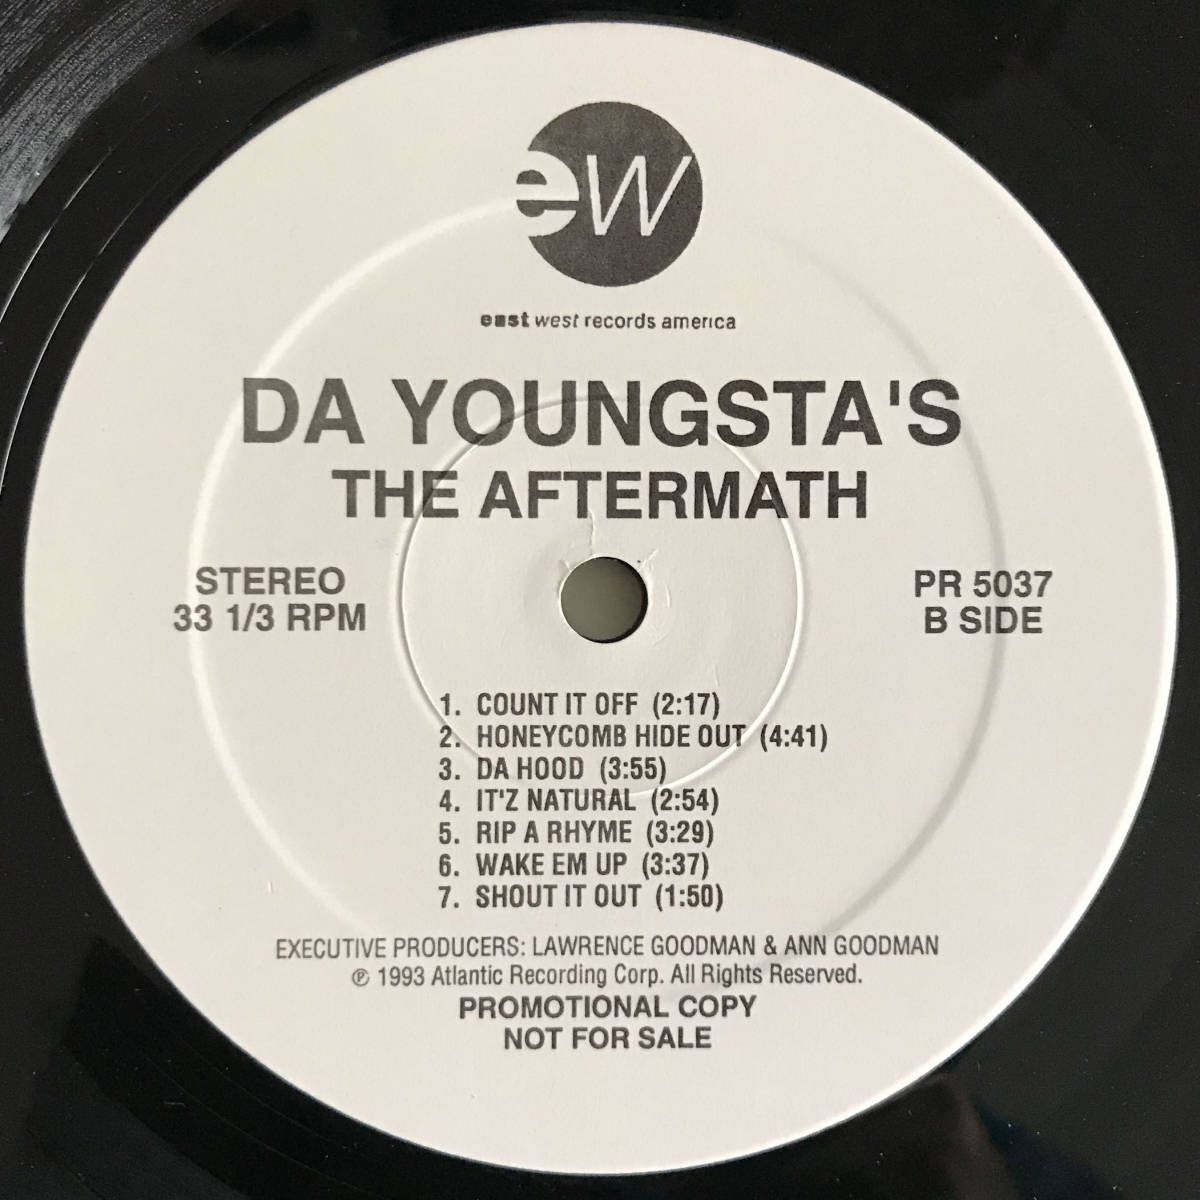 ew
east west records america
DA YOUNGSTA'S
THE AFTERMATH
STEREO
33 1/3 RPM
PR 5037
B SIDE
1. COUNT IT OFF (2:17)
2. HONEYCOMB HIDE OUT (4:41)
3. DA HOOD (3:55)
4. IT'Z NATURAL (2:54)
5. RIP A RHYME (3:29)
6. WAKE EM UP (3:37)
7. SHOUT IT OUT (1:50)
EXECUTIVE PRODUCERS: LAWRENCE GOODMAN & ANN GOODMAN
℗ 1993 Atlantic Recording Corp. All Rights Reserved.
PROMOTIONAL COPY
NOT FOR SALE